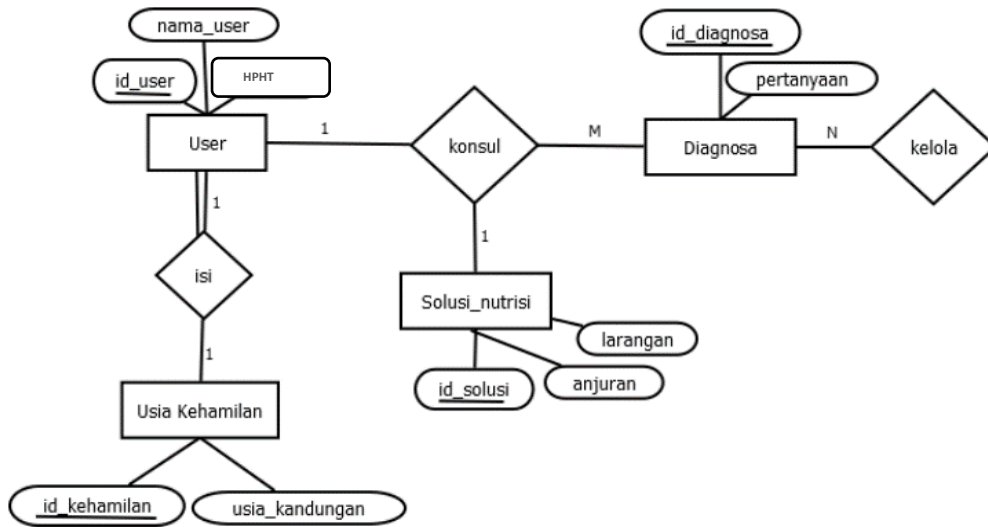 nama_user
id_user
HPHT
User
1
konsul
M
Diagnosa
id_diagnosa
pertanyaan
N
kelola
1
isi
1
Usia Kehamilan
id_kehamilan
usia_kandungan
1
Solusi_nutrisi
larangan
anjuran
id_solusi